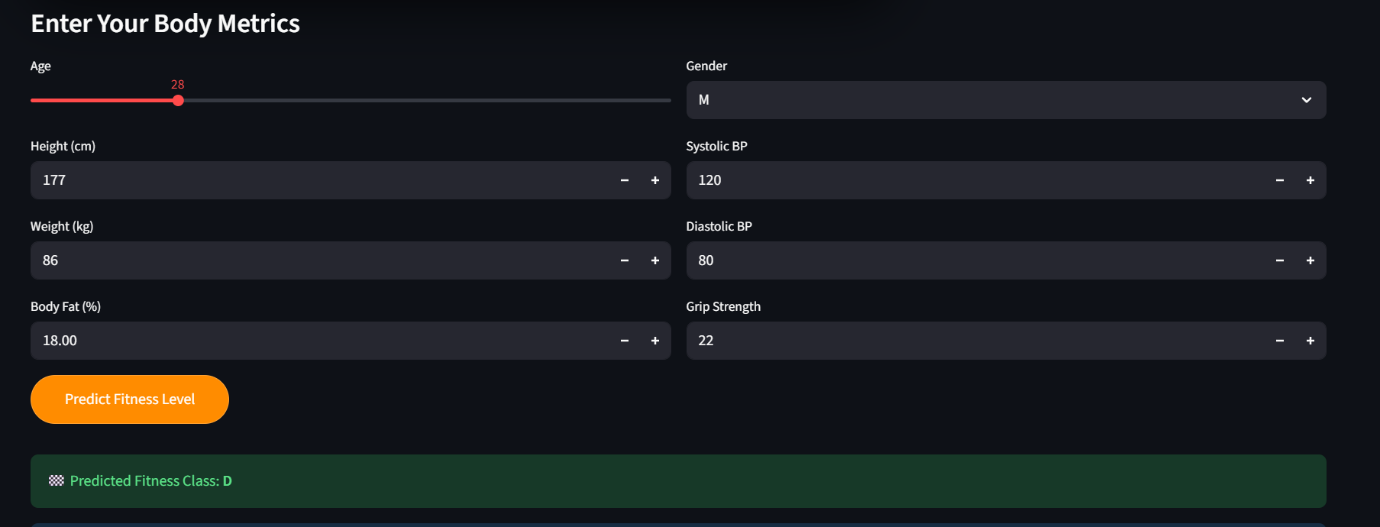 Enter Your Body Metrics
Age
28
Gender
M
Height (cm)
177
Systolic BP
120
Weight (kg)
86
Diastolic BP
80
Body Fat (%)
18.00
Grip Strength
22
Predict Fitness Level
Predicted Fitness Class: D